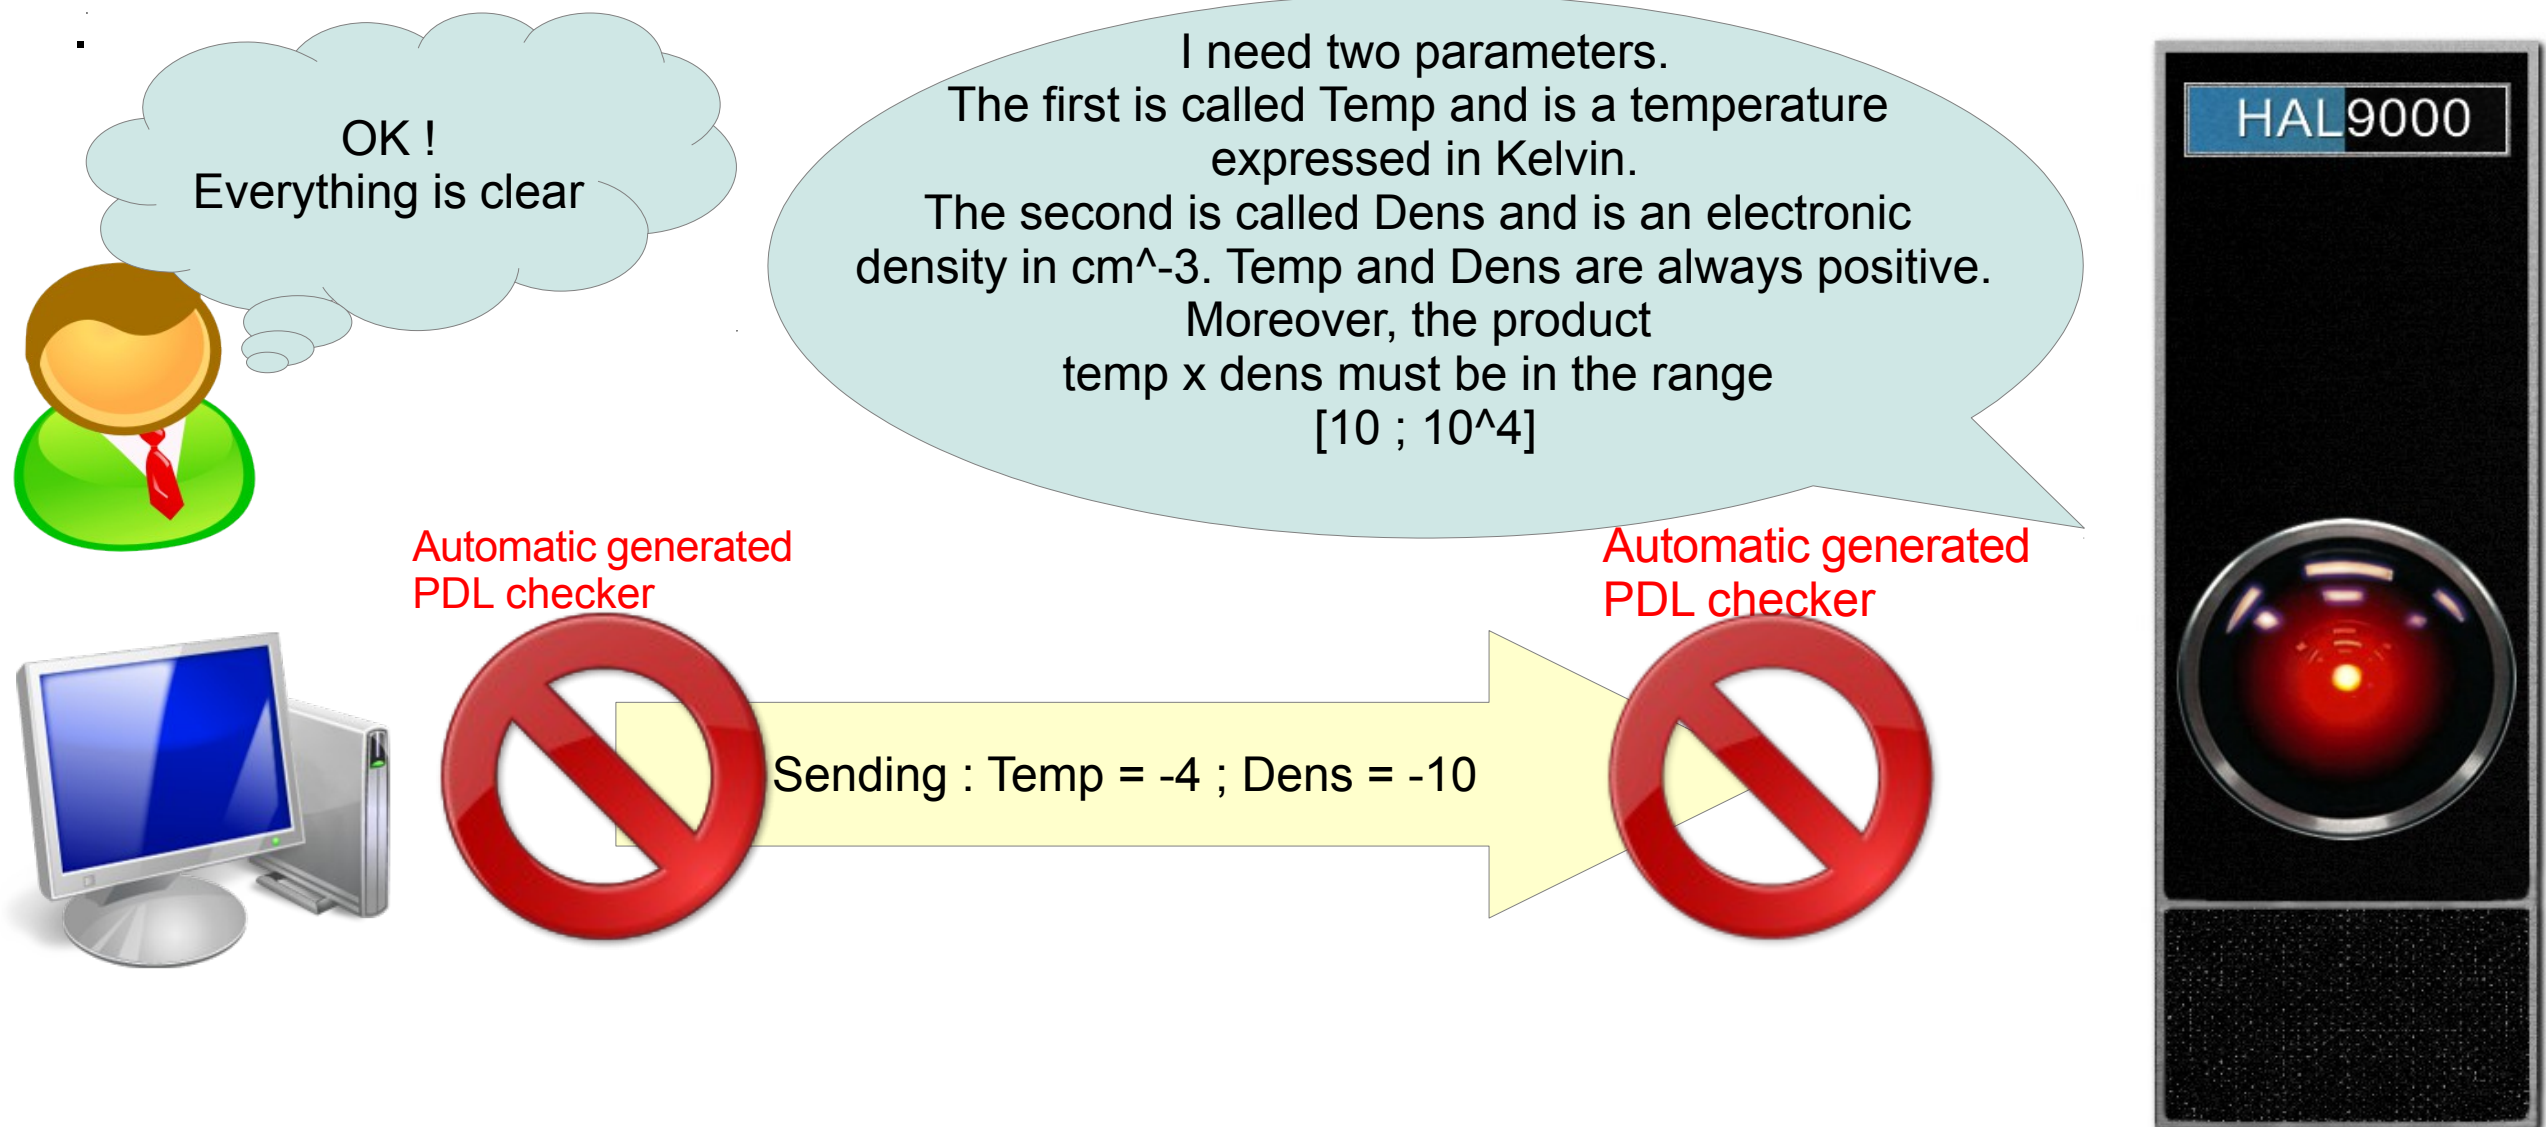 OK !
Everything is clear
I need two parameters.
The first is called Temp and is a temperature
expressed in Kelvin.
The second is called Dens and is an electronic
density in cm^-3. Temp and Dens are always positive.
Moreover, the product
temp x dens must be in the range
[10 ; 10^4]
HAL9000
Automatic generated
PDL checker
Automatic generated
PDL checker
Sending : Temp = -4 ; Dens = -10